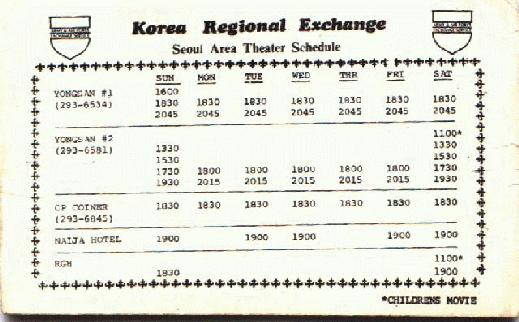 Korea Regional Exchange
Seoul Area Theater Schedule
SUN MON TUE WED THR FRI SAT
YONGSAN #1 1600
(293-6534) 1830 1830 1830 1830 1830 1830 1830
2045 2045 2045 2045 2045 2045 2045
YONGSAN #2 1100*
(293-6581) 1330 1330
1530 1530
1730 1800 1800 1800 1800 1800 1730
1930 2015 2015 2015 2015 2015 1930
CP COINER 1830 1830 1830 1830 1830 1830 1830
(293-6845)
NAIJA HOTEL 1900 1900 1900 1900 1900
RGH 1100*
1830 1900
*CHILDRENS MOVIE